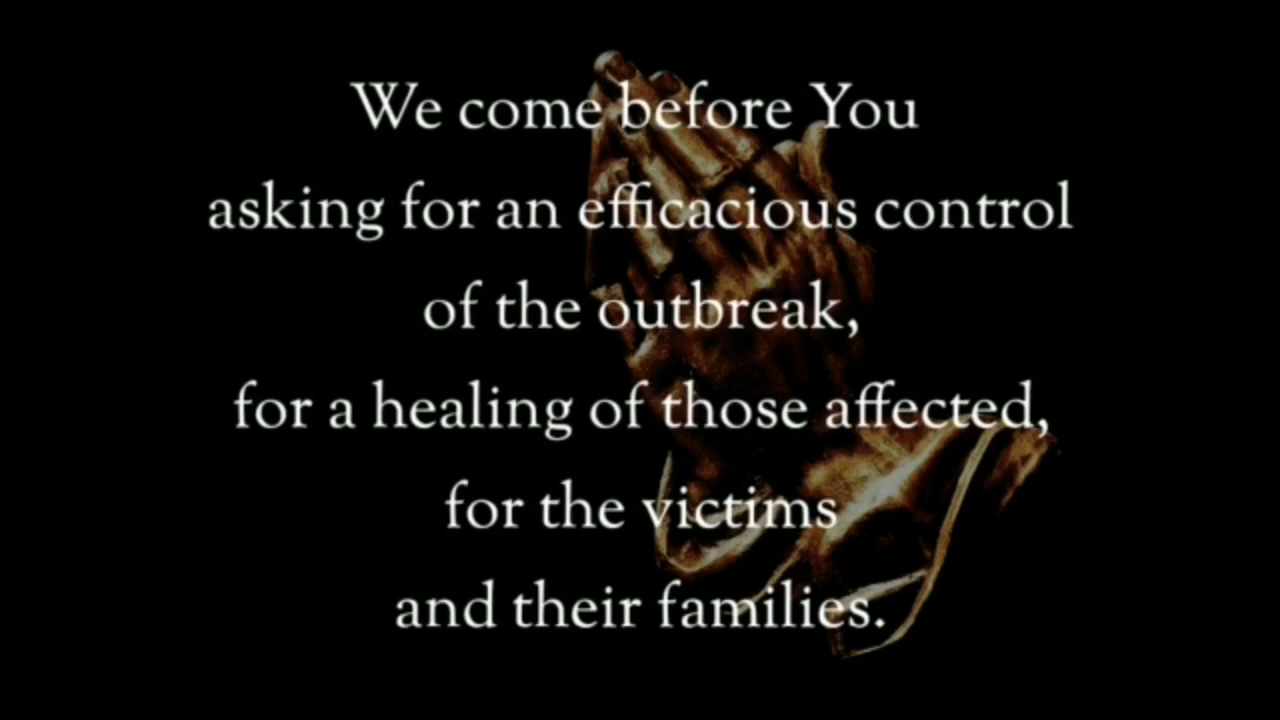 We come before You
asking for an efficacious control
of the outbreak,
for a healing of those affected,
for the victims
and their families.